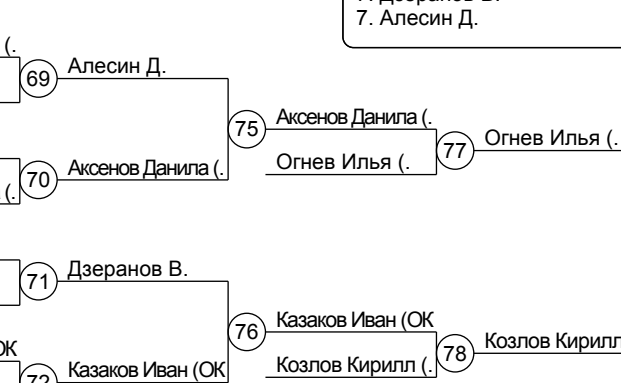 7. Алесин Д.
(.
69 Алесин Д.
75 Аксенов Данила (.
77 Огнев Илья (.
70 Аксенов Данила (.
Огнев Илья (.
(.
71 Дзеранов В.
76 Казаков Иван (ОК
78 Козлов Кирилл
ОК
72 Казаков Иван (ОК
Козлов Кирилл (.